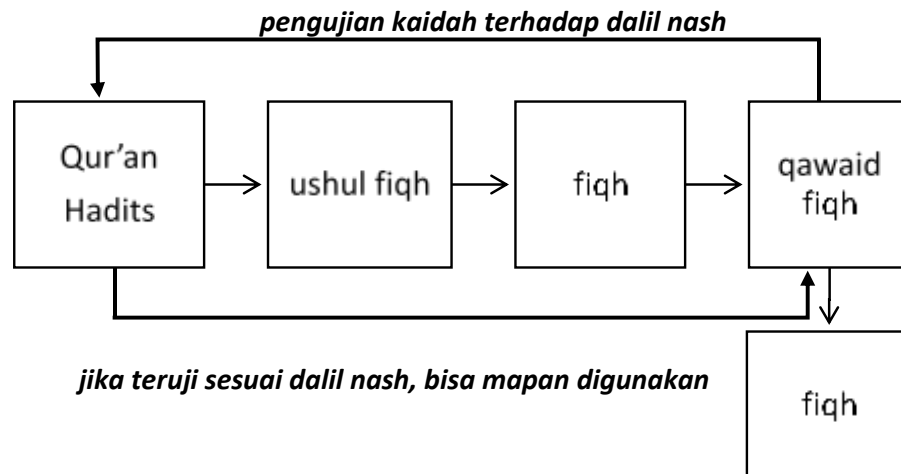 pengujian kaidah terhadap dalil nash
Qur’an
Hadits
ushul fiqh
fiqh
qawaid
fiqh
jika teruji sesuai dalil nash, bisa mapan digunakan
fiqh